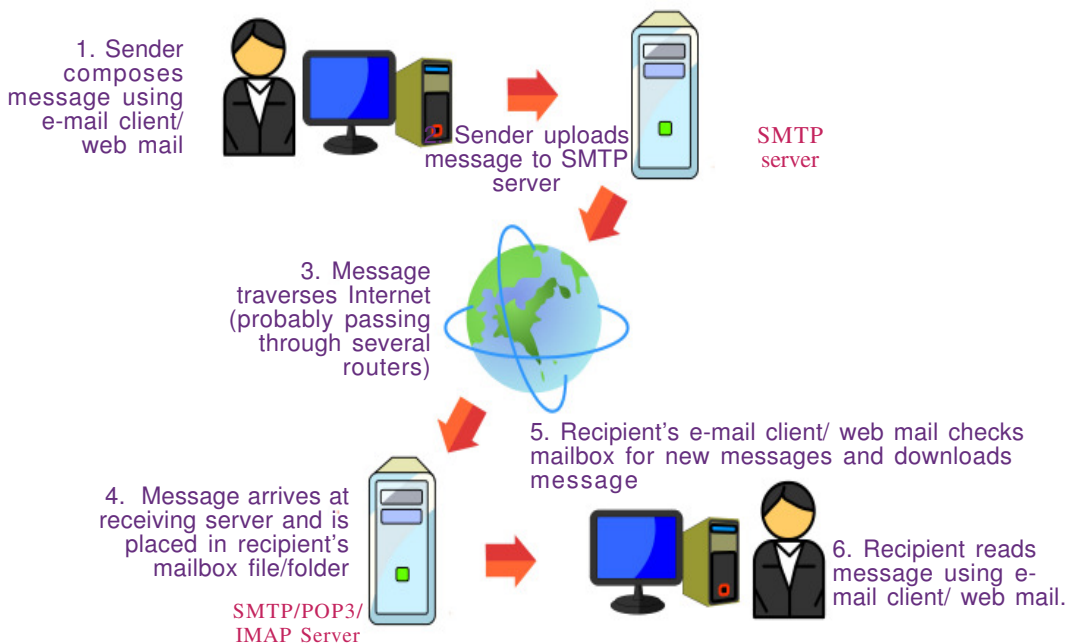 1. Sender
composes
message using
e-mail client/
web mail
2. Sender uploads
message to SMTP
server
SMTP
server
3. Message
traverses Internet
(probably passing
through several
routers)
4. Message arrives at
receiving server and is
placed in recipient's
mailbox file/folder
SMTP/POP3/
IMAP Server
5. Recipient's e-mail client/ web mail checks
mailbox for new messages and downloads
message
6. Recipient reads
message using e-
mail client/ web mail.